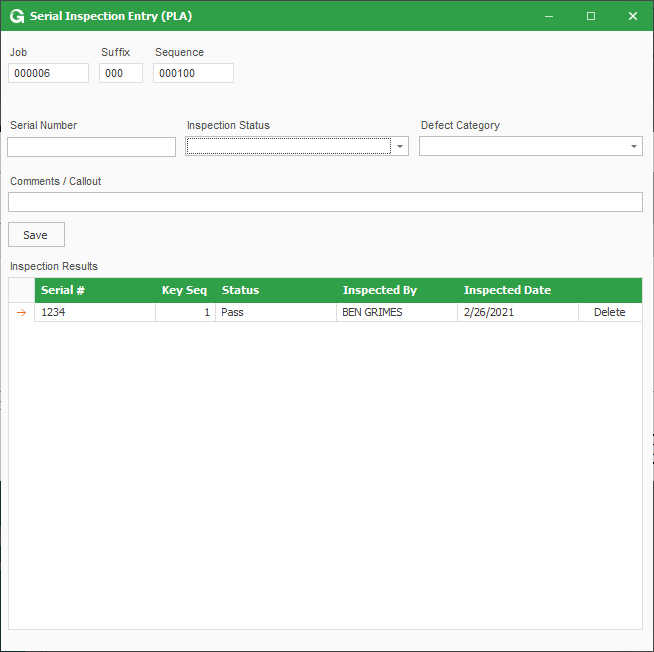 Serial Inspection Entry (PLA)
Job Suffix Sequence
000006 000 000100
Serial Number Inspection Status Defect Category
Comments / Callout
Save
Inspection Results
Serial # Key Seq Status Inspected By Inspected Date
1234 1 Pass BEN GRIMES 2/26/2021 Delete